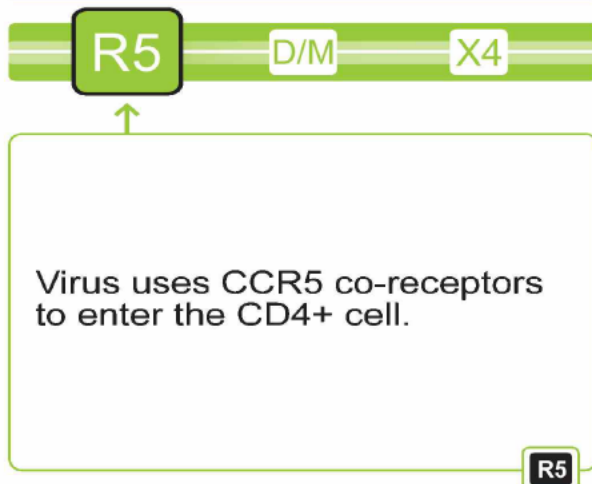 R5 D/M X4
Virus uses CCR5 co-receptors
to enter the CD4+ cell.
R5